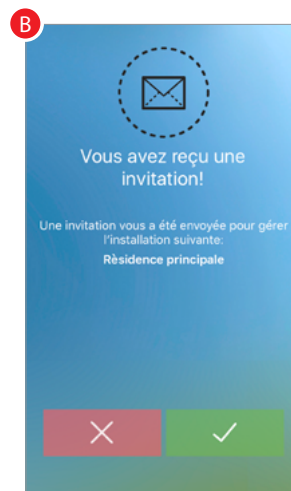 B
Vous avez reçu une
invitation!
Une invitation vous a été envoyée pour gérer
l'installation suivante:
Rèsidence principale